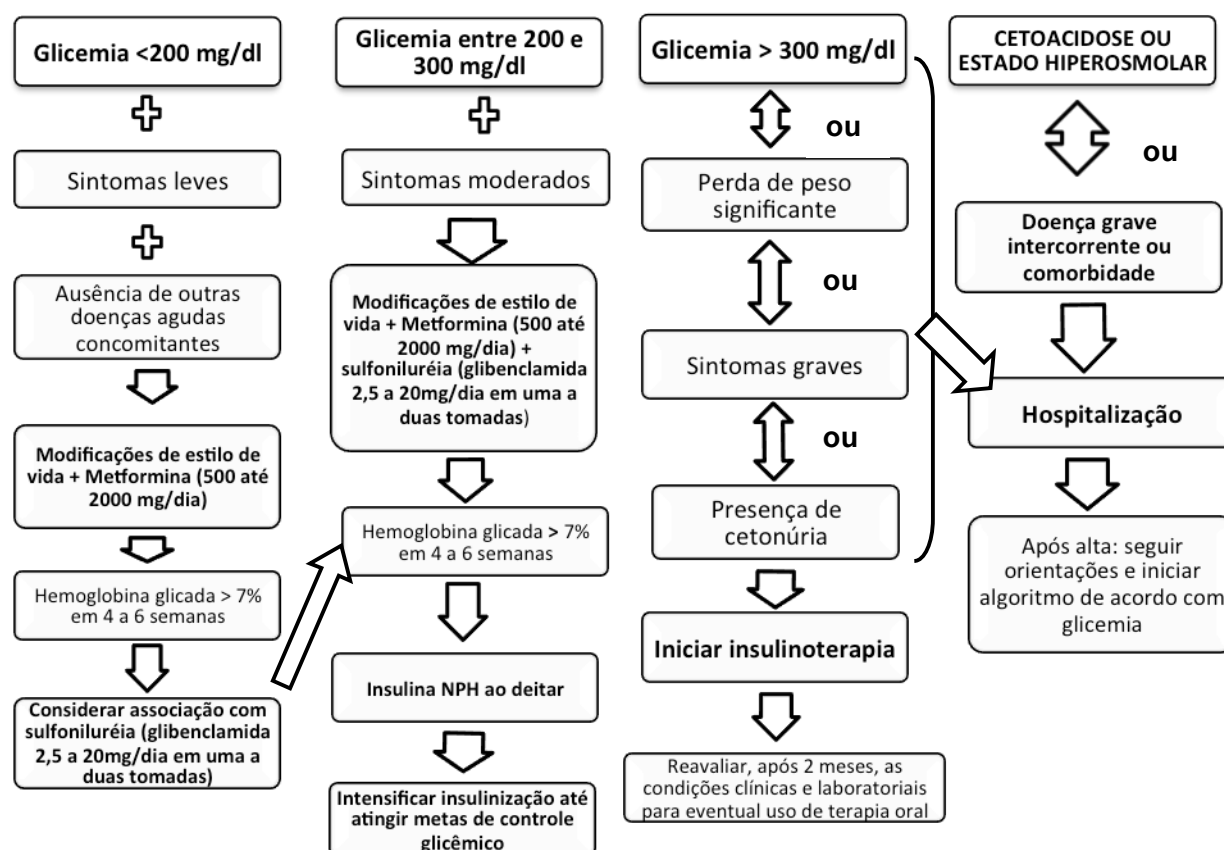 Glicemia <200 mg/dl
Sintomas leves
Ausência de outras
doenças agudas
concomitantes
Modificações de estilo de
vida + Metformina (500 até
2000 mg/dia)
Hemoglobina glicada > 7%
em 4 a 6 semanas
Considerar associação com
sulfoniluréia (glibenclamida
2,5 a 20mg/dia em uma a
duas tomadas)
Glicemia entre 200 e
300 mg/dl
Sintomas moderados
Modificações de estilo de
vida + Metformina (500 até
2000 mg/dia) +
sulfoniluréia (glibenclamida
2,5 a 20mg/dia em uma a
duas tomadas)
Hemoglobina glicada > 7%
em 4 a 6 semanas
Insulina NPH ao deitar
Intensificar insulinização até
atingir metas de controle
glicêmico
Glicemia > 300 mg/dl
ou
Perda de peso
significante
ou
Sintomas graves
ou
Presença de
cetonúria
Iniciar insulinoterapia
Reavaliar, após 2 meses, as
condições clínicas e laboratoriais
para eventual uso de terapia oral
CETOACIDOSE OU
ESTADO HIPEROSMOLAR
ou
Doença grave
intercorrente ou
comorbidade
Hospitalização
Após alta: seguir
orientações e iniciar
algoritmo de acordo com
glicemia